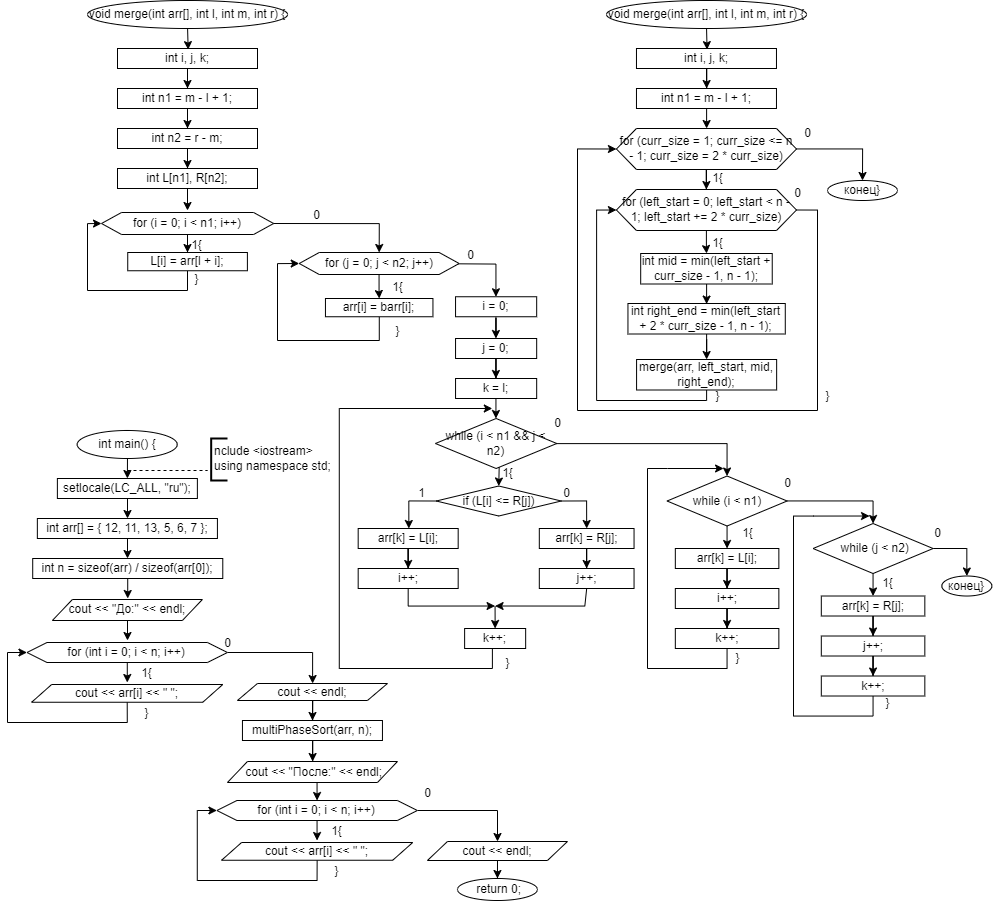 void merge(int arr[], int l, int m, int r) {
int i, j, k;
int n1 = m - l + 1;
int n2 = r - m;
int L[n1], R[n2];
for (i = 0; i < n1; i++)
0
1{
L[i] = arr[l + i];
}
for (j = 0; j < n2; j++)
0
1{
arr[i] = barr[i];
}
i = 0;
j = 0;
k = l;
while (i < n1 && j <
n2)
0
1{
if (L[i] <= R[j])
1
0
arr[k] = L[i];
i++;
arr[k] = R[j];
j++;
k++;
}
while (i < n1)
0
1{
arr[k] = L[i];
i++;
k++;
}
while (j < n2)
0
1{
arr[k] = R[j];
j++;
k++;
}
конец}
void merge(int arr[], int l, int m, int r) {
int i, j, k;
int n1 = m - l + 1;
for (curr_size = 1; curr_size <= n
- 1; curr_size = 2 * curr_size)
0
конец}
1{
for (left_start = 0; left_start < n -
1; left_start += 2 * curr_size)
0
1{
int mid = min(left_start +
curr_size - 1, n - 1);
int right_end = min(left_start
+ 2 * curr_size - 1, n - 1);
merge(arr, left_start, mid,
right_end);
}
}
int main() {
nclude <iostream>
using namespace std;
setlocale(LC_ALL, "ru");
int arr[] = { 12, 11, 13, 5, 6, 7 };
int n = sizeof(arr) / sizeof(arr[0]);
cout << "До:" << endl;
for (int i = 0; i < n; i++)
0
1{
cout << arr[i] << " ";
}
cout << endl;
multiPhaseSort(arr, n);
cout << "После:" << endl;
for (int i = 0; i < n; i++)
0
1{
cout << arr[i] << " ";
}
cout << endl;
return 0;